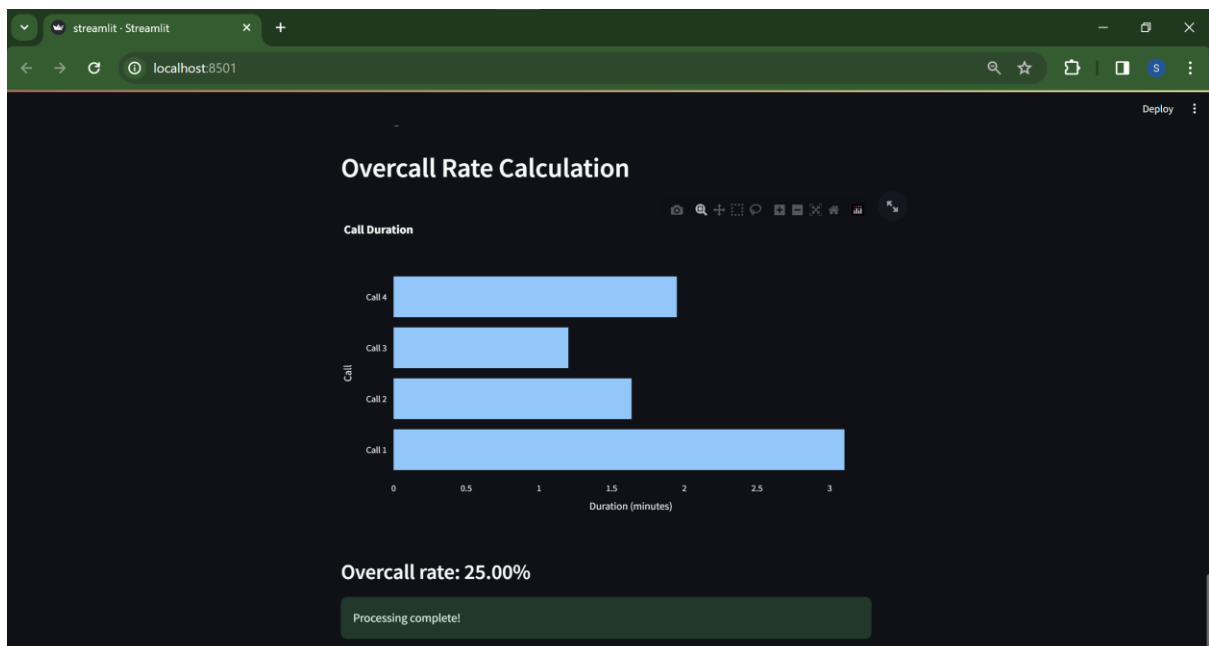 streamlit · Streamlit
localhost:8501
S
Deploy
Overcall Rate Calculation
Call Duration
Call 4
Call 3
Call 2
Call 1
Call
0 0.5 1 1.5 2 2.5 3
Duration (minutes)
Overcall rate: 25.00%
Processing complete!